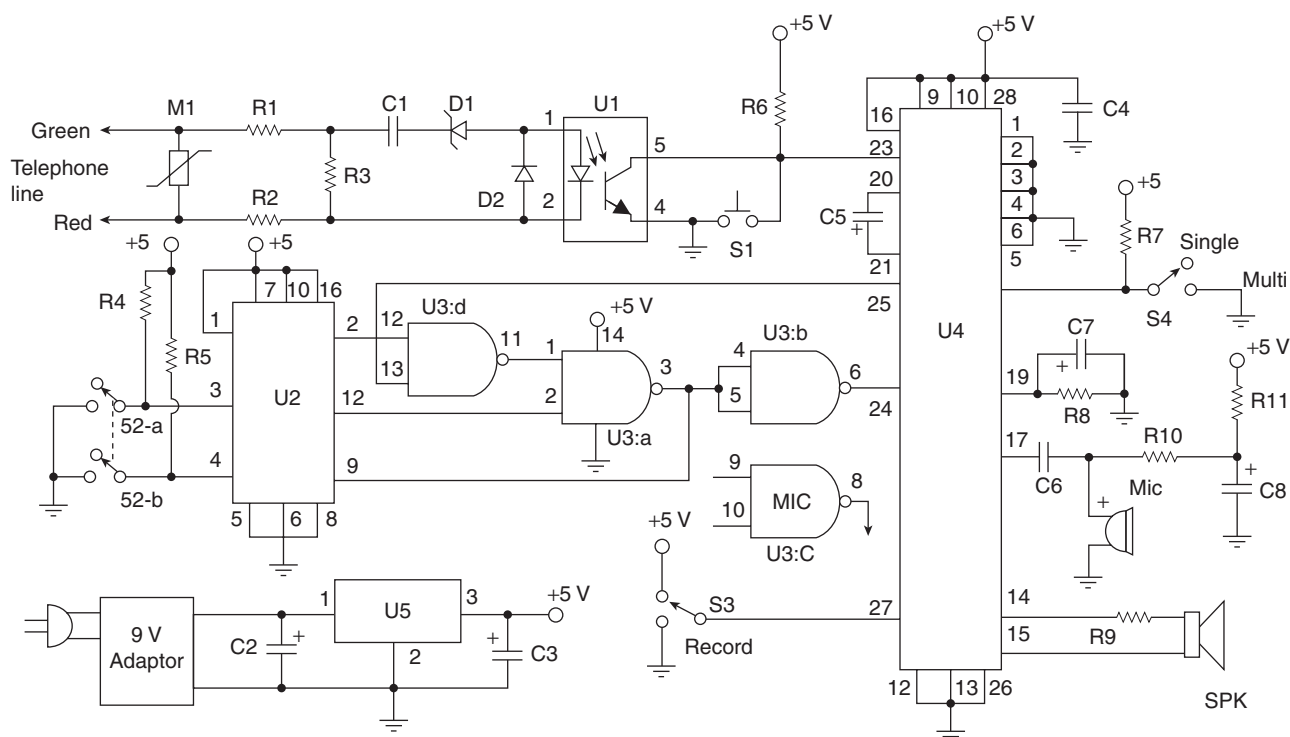 +5 V
+5 V
M1
R1
C1
D1
U1
R6
9
10
28
C4
16
Green
1
1
5
23
2
Telephone
line
R3
D2
2
4
20
3
+5
Red
R2
C5
+
4
6
5
R7
Single
S1
+5
+5
21
Multi
S4
R4
7
10
16
U3:d
+5 V
25
U4
1
2
12
11
14
U3:b
C7
+5 V
R5
13
1
3
4
6
19
+
U2
R8
R11
3
12
2
5
24
52-a
U3:a
17
R10
4
9
9
8
C6
+
Mic
+
C8
52-b
10
MIC
5
6
8
+5 V
U3:C
1
U5
3
+5 V
S3
27
14
9 V
Adaptor
C2
+
2
+
C3
Record
15
R9
12
13
26
SPK